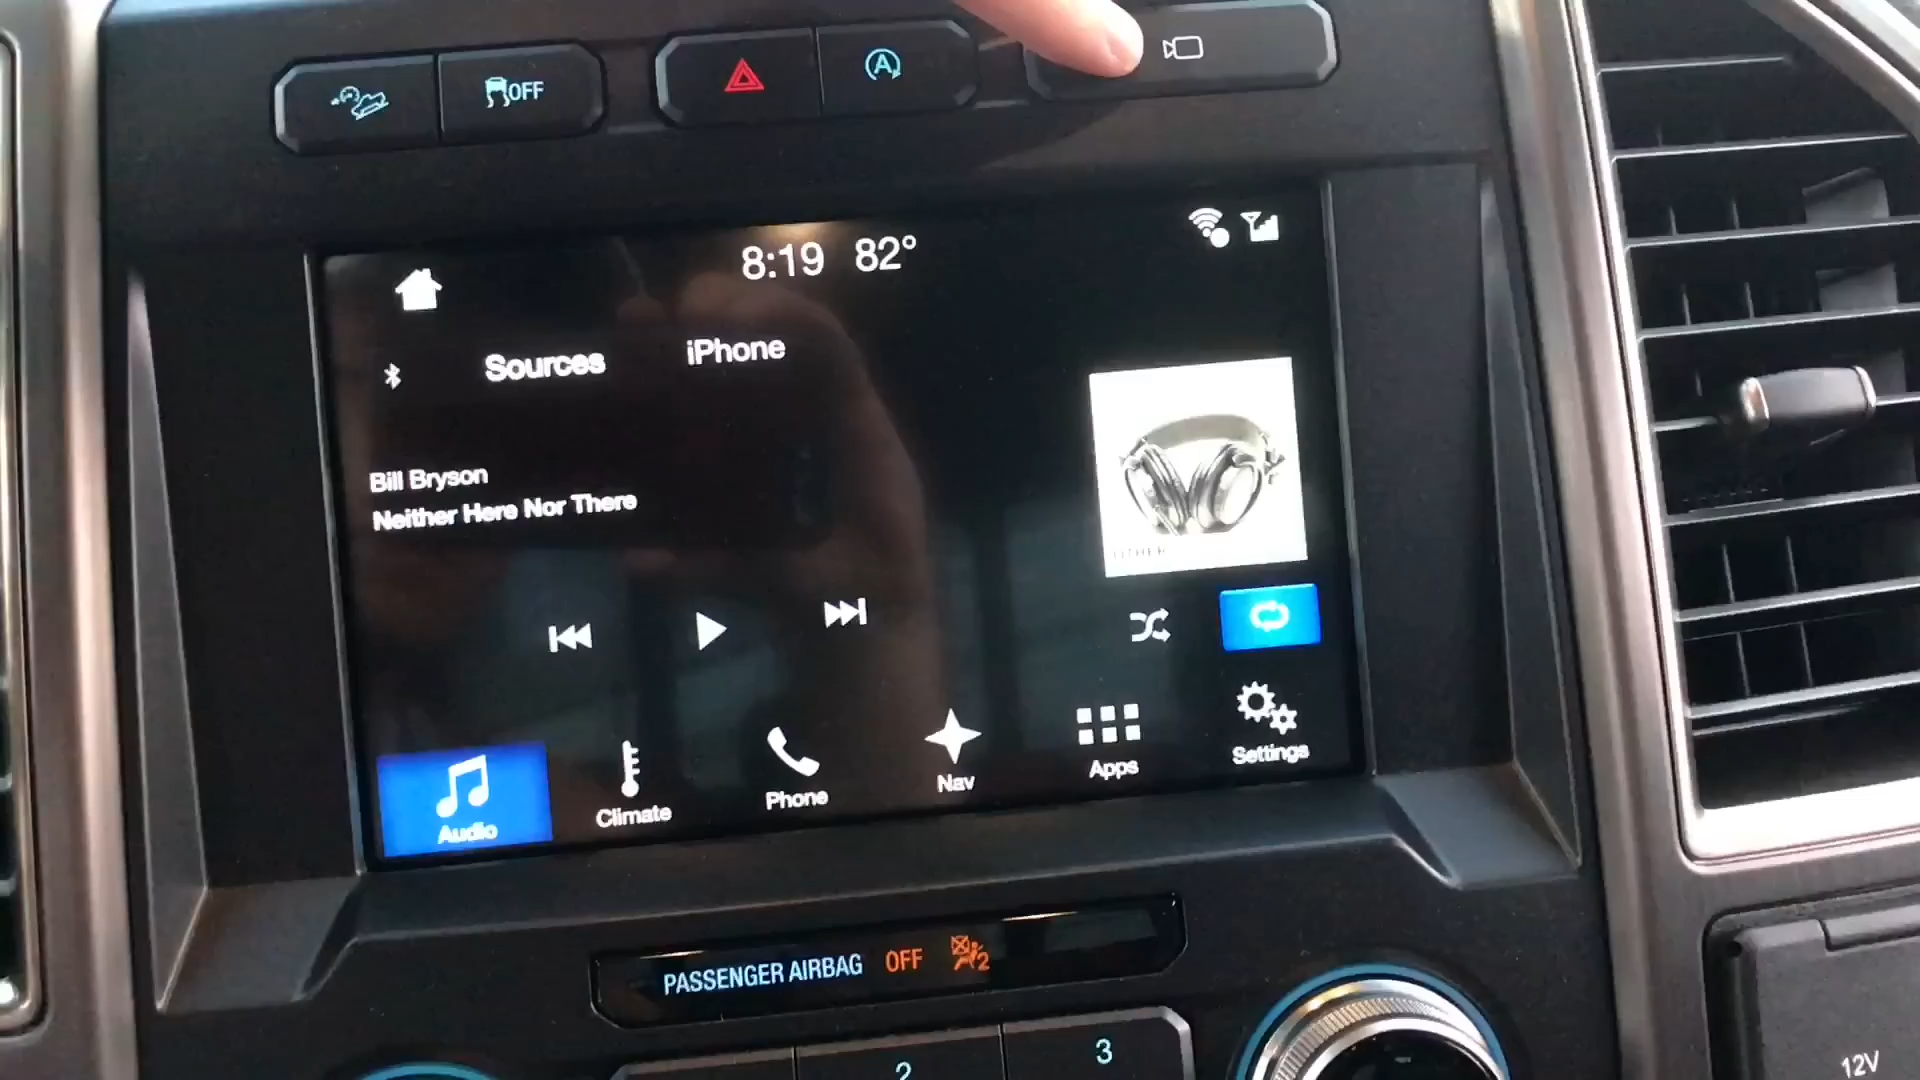 OFF
A
8:19 82°
Sources iPhone
Bill Bryson
Neither Here Nor There
OTHER
Audio
Climate
Phone
Nav
Apps
Settings
PASSENGER AIRBAG OFF 2
2
3
12V